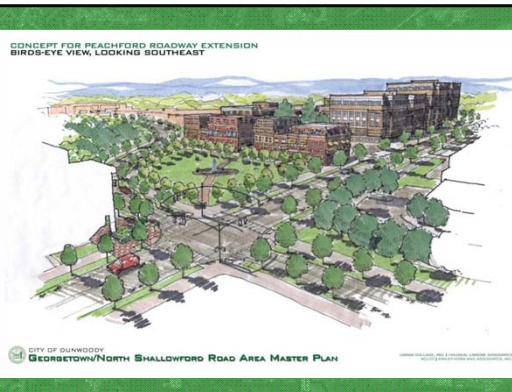 CONCEPT FOR PEACHFORD ROADWAY EXTENSION
BIRDS-EYE VIEW, LOOKING SOUTHEAST
CITY OF DUNWOODY
GEORGETOWN/NORTH SHALLOWFORD ROAD AREA MASTER PLAN